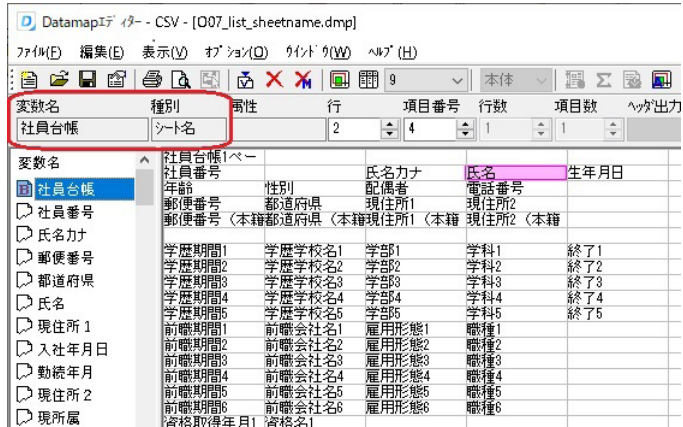 Datamapエディター - CSV - [O07_list_sheetname.dmp]
ファイル(F) 編集(E) 表示(V) オプション(O) ウインドウ(W) ヘルプ(H)
9 本体
変数名 種別 属性 行 項目番号 行数 項目数 ヘッダ出力
社員台帳 シート名 2 4 1 1
変数名
社員台帳
社員番号
氏名カナ
郵便番号
都道府県
氏名
現住所1
入社年月日
勤続年月
現住所2
現所属
社員台帳1ペー
社員番号 氏名カナ 氏名 生年月日
年齢 性別 配偶者 電話番号
郵便番号 都道府県 現住所1 現住所2
郵便番号（本籍 都道府県（本籍 現住所1（本籍 現住所2（本籍
学歴期間1 学歴学校名1 学部1 学科1 終了1
学歴期間2 学歴学校名2 学部2 学科2 終了2
学歴期間3 学歴学校名3 学部3 学科3 終了3
学歴期間4 学歴学校名4 学部4 学科4 終了4
学歴期間5 学歴学校名5 学部5 学科5 終了5
前職期間1 前職会社名1 雇用形態1 職種1
前職期間2 前職会社名2 雇用形態2 職種2
前職期間3 前職会社名3 雇用形態3 職種3
前職期間4 前職会社名4 雇用形態4 職種4
前職期間5 前職会社名5 雇用形態5 職種5
前職期間6 前職会社名6 雇用形態6 職種6
資格取得年月1 資格名1